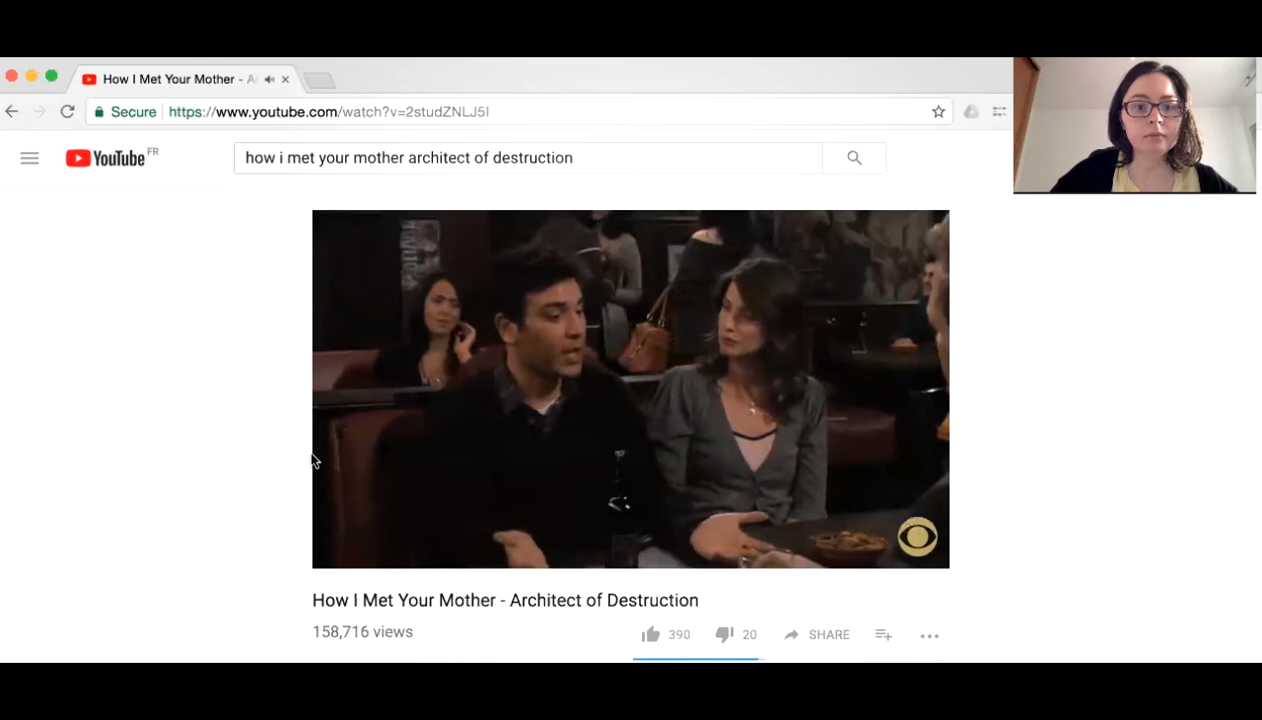 How I Met Your Mother - A
Secure https://www.youtube.com/watch?v=2studZNLJ5I
YouTube FR
how i met your mother architect of destruction
How I Met Your Mother - Architect of Destruction
158,716 views
390 20 SHARE